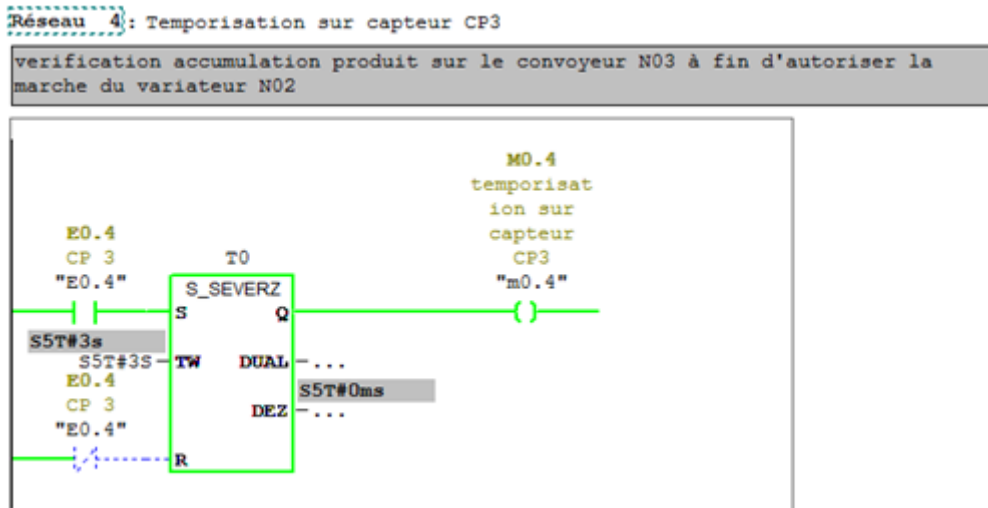 Réseau 4 : Temporisation sur capteur CP3
verification accumulation produit sur le convoyeur N03 à fin d'autoriser la
marche du variateur N02
M0.4
temporisat
ion sur
capteur
CP3
"m0.4"
E0.4
CP 3
"E0.4"
T0
S_SEVERZ
S Q
S5T#3s
S5T#3S TW DUAL ...
S5T#0ms
E0.4
CP 3
"E0.4"
DEZ ...
R